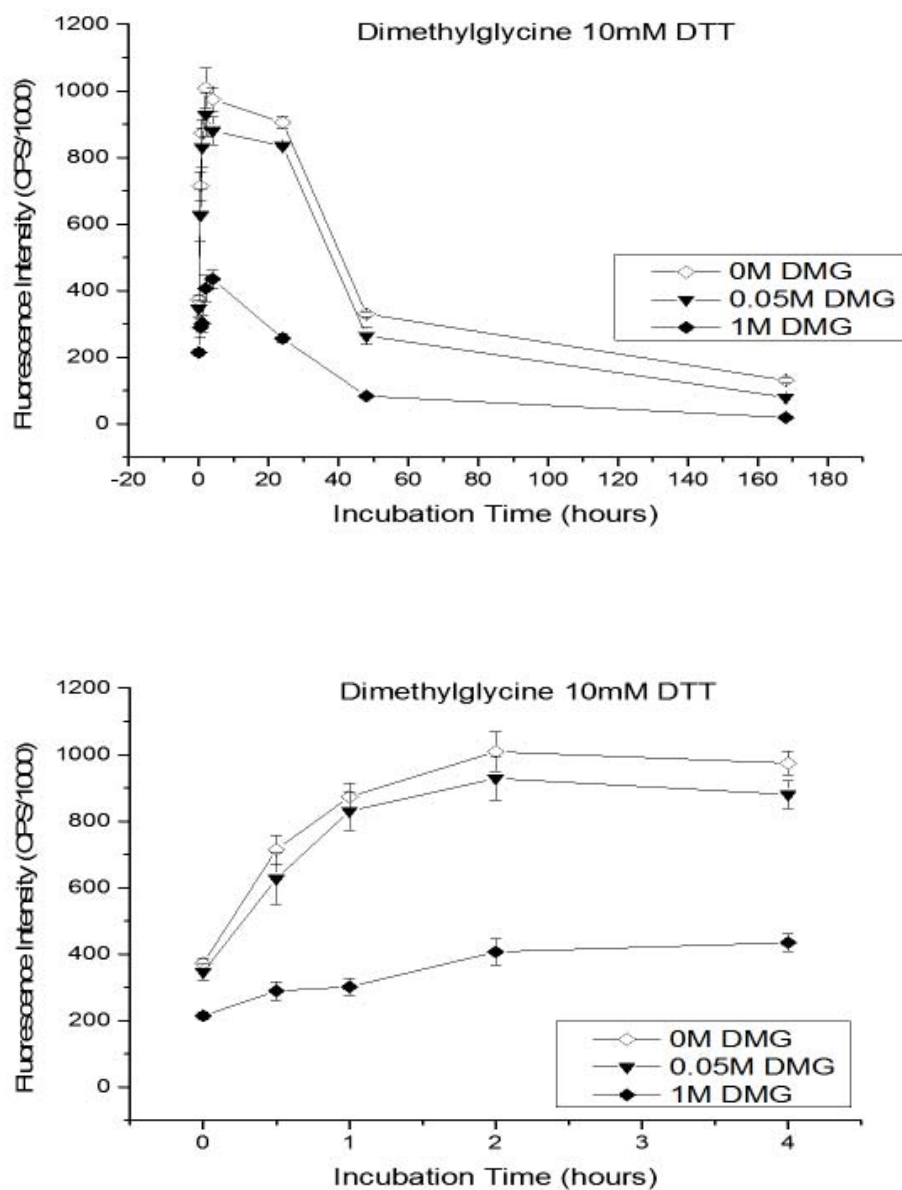 Dimethylglycine 10mM DTT
1200
1000
800
600
400
200
0
Fluorescence Intensity (CPS/1000)
0M DMG
0.05M DMG
1M DMG
-20 0 20 40 60 80 100 120 140 160 180
Incubation Time (hours)
Dimethylglycine 10mM DTT
1200
1000
800
600
400
200
0
Fluorescence Intensity (CPS/1000)
0M DMG
0.05M DMG
1M DMG
0 1 2 3 4
Incubation Time (hours)